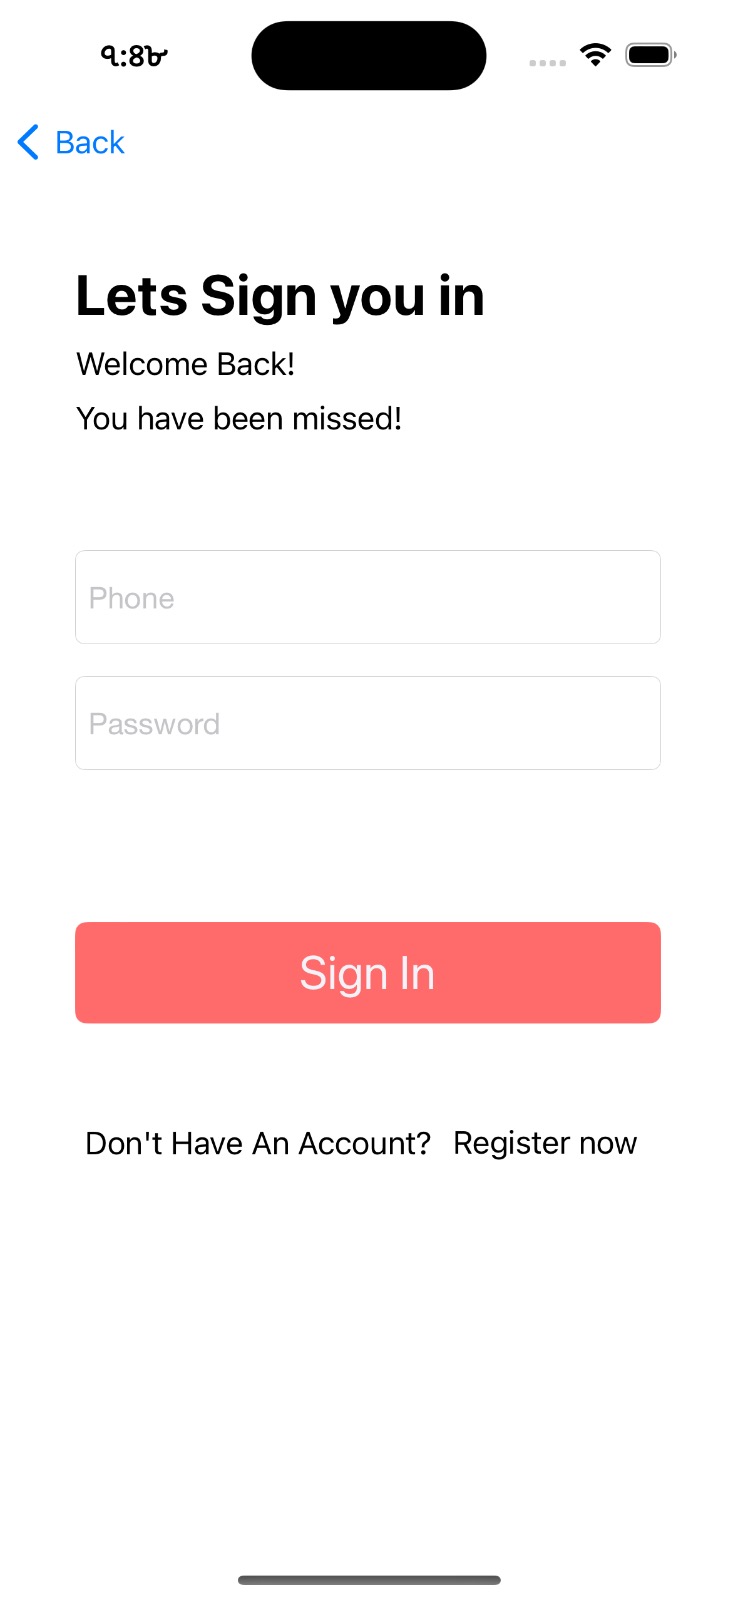 ৭:৪৮
Back
Lets Sign you in
Welcome Back!
You have been missed!
Phone
Password
Sign In
Don't Have An Account? Register now